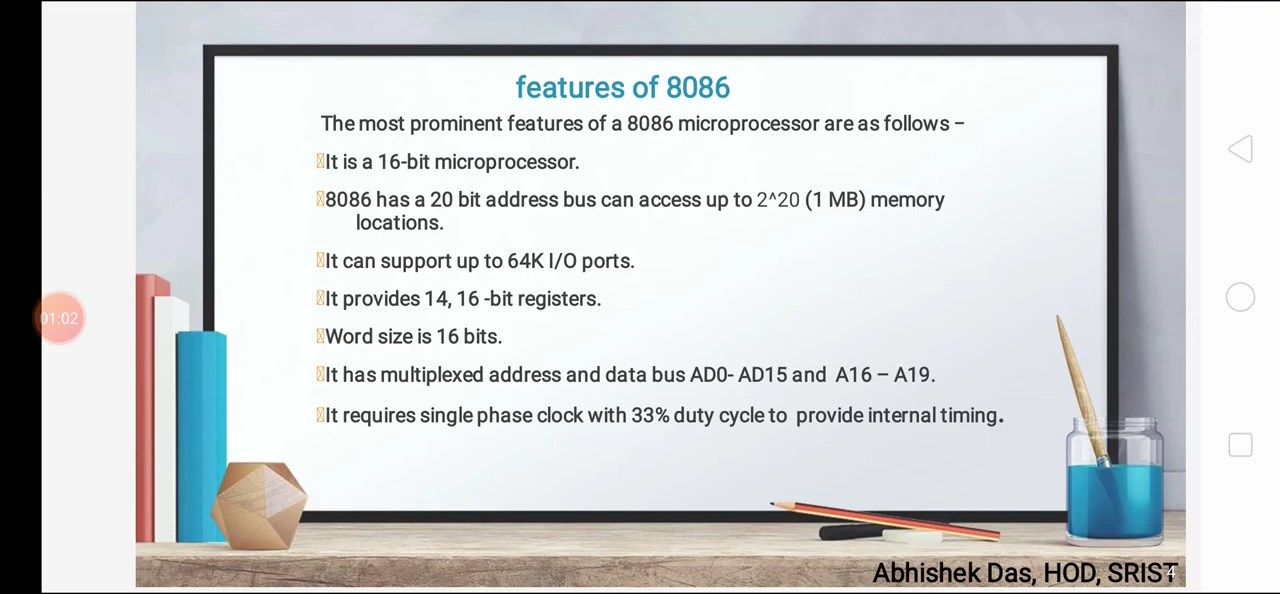 features of 8086
The most prominent features of a 8086 microprocessor are as follows –
It is a 16-bit microprocessor.
8086 has a 20 bit address bus can access up to 2^20 (1 MB) memory
locations.
It can support up to 64K I/O ports.
It provides 14, 16 -bit registers.
Word size is 16 bits.
It has multiplexed address and data bus AD0- AD15 and A16 – A19.
It requires single phase clock with 33% duty cycle to provide internal timing.
01:02
Abhishek Das, HOD, SRIST
4